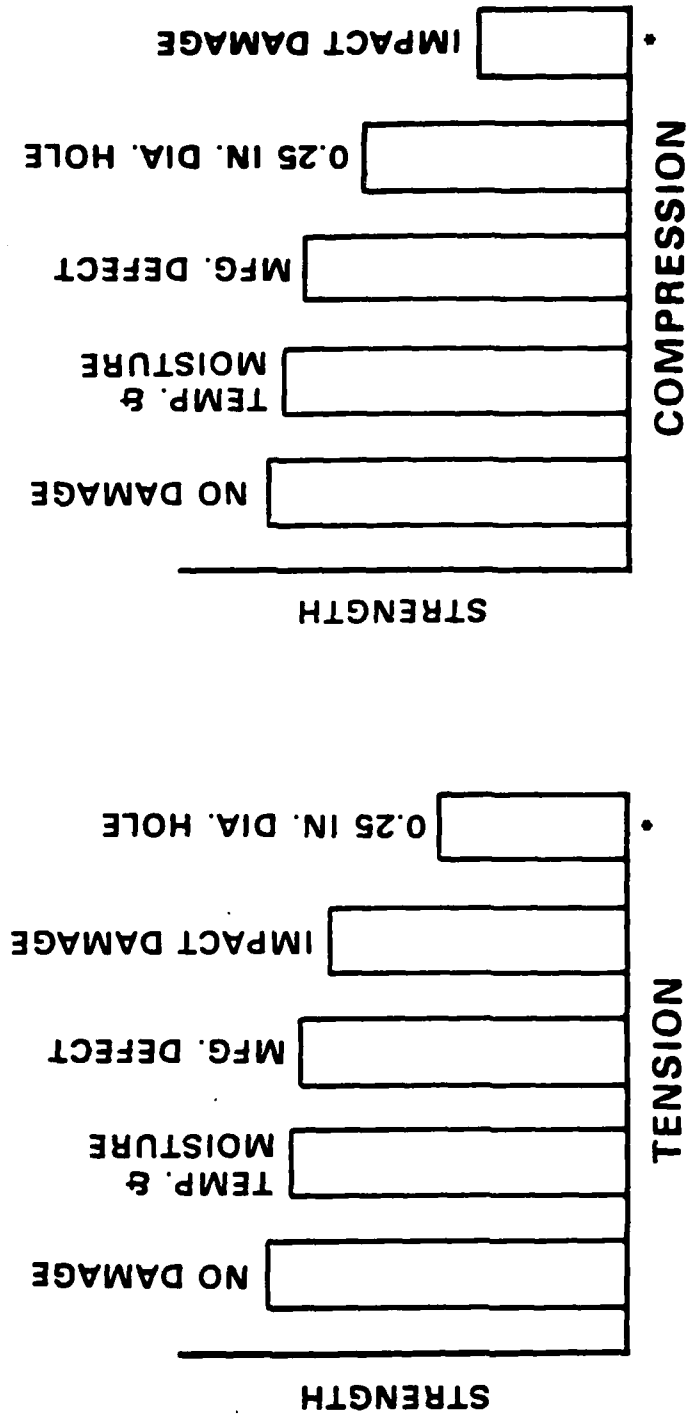 STRENGTH
NO DAMAGE
TEMP. &
MOISTURE
MFG. DEFECT
IMPACT DAMAGE
0.25 IN. DIA. HOLE
*
TENSION
STRENGTH
NO DAMAGE
TEMP. &
MOISTURE
MFG. DEFECT
0.25 IN. DIA. HOLE
IMPACT DAMAGE
*
COMPRESSION